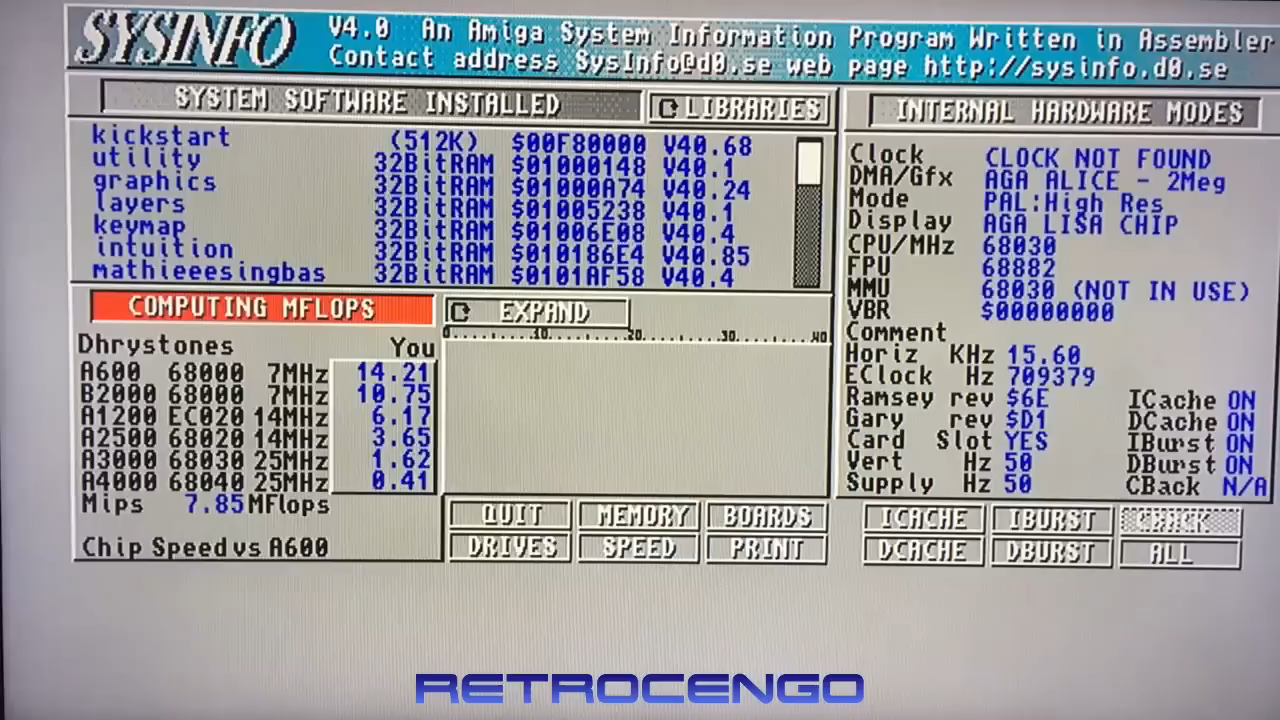 SYSINFO
V4.0 An Amiga System Information Program Written in Assembler
Contact address SysInfo@d0.se web page http://sysinfo.d0.se
SYSTEM SOFTWARE INSTALLED
LIBRARIES
kickstart (512K) $00F80000 V40.68
utility 32BitRAM $01000148 V40.1
graphics 32BitRAM $01000A74 V40.24
layers 32BitRAM $01005238 V40.1
keymap 32BitRAM $01006E08 V40.4
intuition 32BitRAM $010186E4 V40.85
mathieeesingbas 32BitRAM $0101AF58 V40.4
INTERNAL HARDWARE MODES
Clock CLOCK NOT FOUND
DMA/Gfx AGA ALICE - 2Meg
Mode PAL:High Res
Display AGA LISA CHIP
CPU/MHz 68030
FPU 68882
MMU 68030 (NOT IN USE)
VBR $00000000
Comment
Horiz KHz 15.60
EClock Hz 709379
Ramsey rev $6E ICache ON
Gary rev $D1 DCache ON
Card Slot YES IBurst ON
Vert Hz 50 DBurst ON
Supply Hz 50 CBack N/A
COMPUTING MFLOPS
EXPAND
0 10 20 30 40
Dhrystones You
A600 68000 7MHz 14.21
B2000 68000 7MHz 10.75
A1200 EC020 14MHz 6.17
A2500 68020 14MHz 3.65
A3000 68030 25MHz 1.62
A4000 68040 25MHz 0.41
Mips 7.85 MFlops
Chip Speed vs A600
QUIT MEMORY BOARDS
DRIVES SPEED PRINT
ICACHE IBURST CBACK
DCACHE DBURST ALL
RETROCENGO